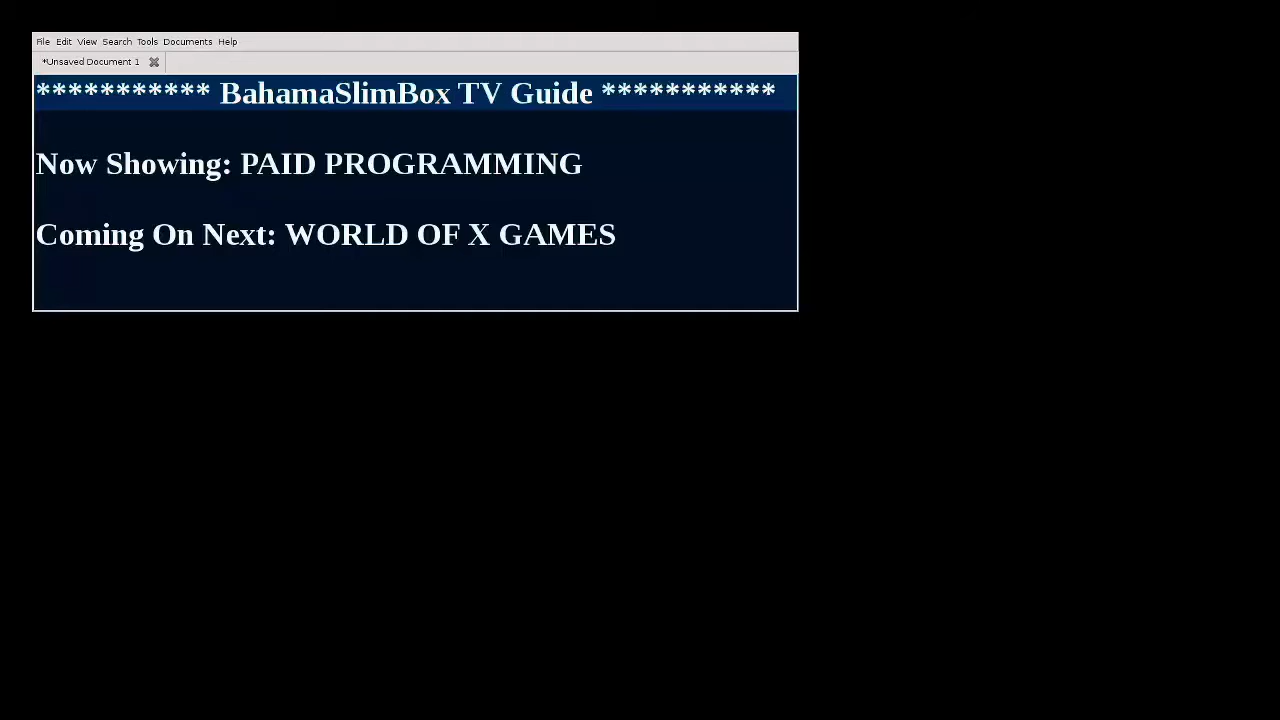 File Edit View Search Tools Documents Help
*Unsaved Document 1
*********** BahamaSlimBox TV Guide ***********
Now Showing: PAID PROGRAMMING
Coming On Next: WORLD OF X GAMES